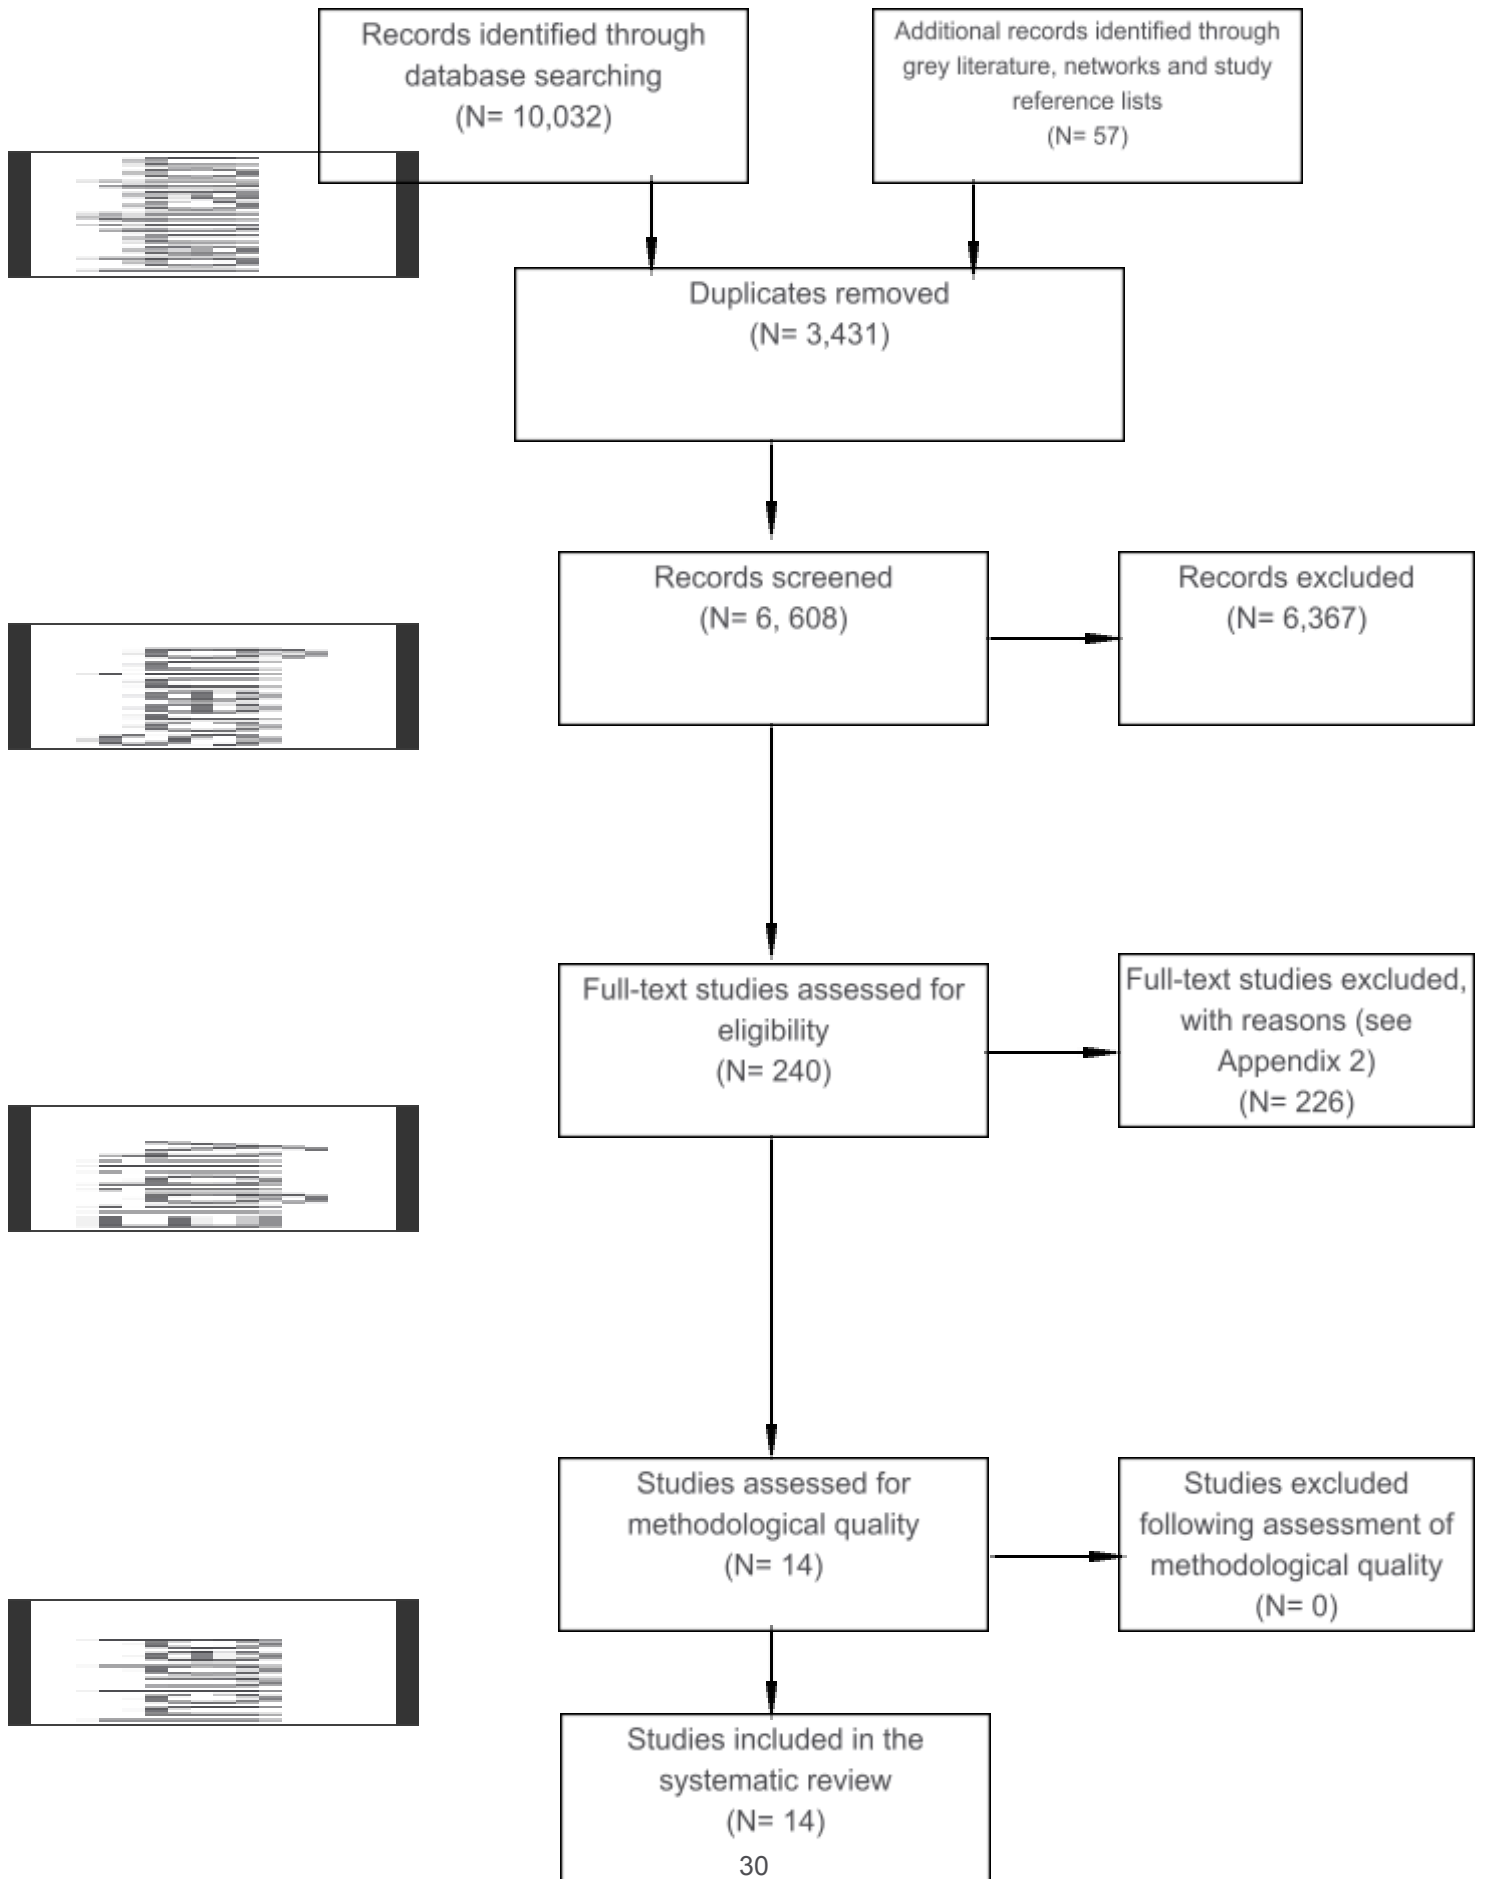 Records identified through
database searching
(N= 10,032)
Additional records identified through
grey literature, networks and study
reference lists
(N= 57)
Duplicates removed
(N= 3,431)
Records screened
(N= 6, 608)
Records excluded
(N= 6,367)
Full-text studies assessed for
eligibility
(N= 240)
Full-text studies excluded,
with reasons (see
Appendix 2)
(N= 226)
Studies assessed for
methodological quality
(N= 14)
Studies excluded
following assessment of
methodological quality
(N= 0)
Studies included in the
systematic review
(N= 14)
30